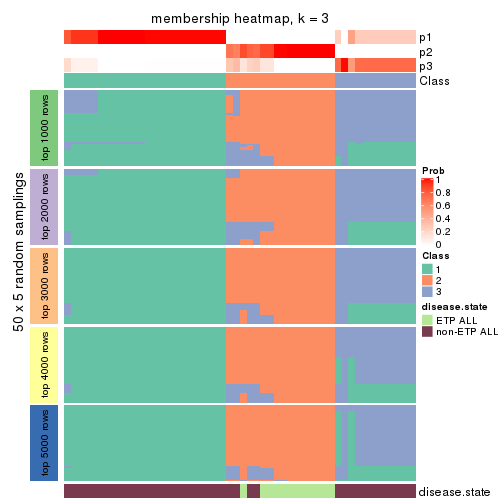 membership heatmap, k = 3
p1
p2
p3
Class
50 x 5 random samplings
top 1000 rows
top 2000 rows
top 3000 rows
top 4000 rows
top 5000 rows
Prob
1
0.8
0.6
0.4
0.2
0
Class
1
2
3
disease.state
ETP ALL
non-ETP ALL
disease.state